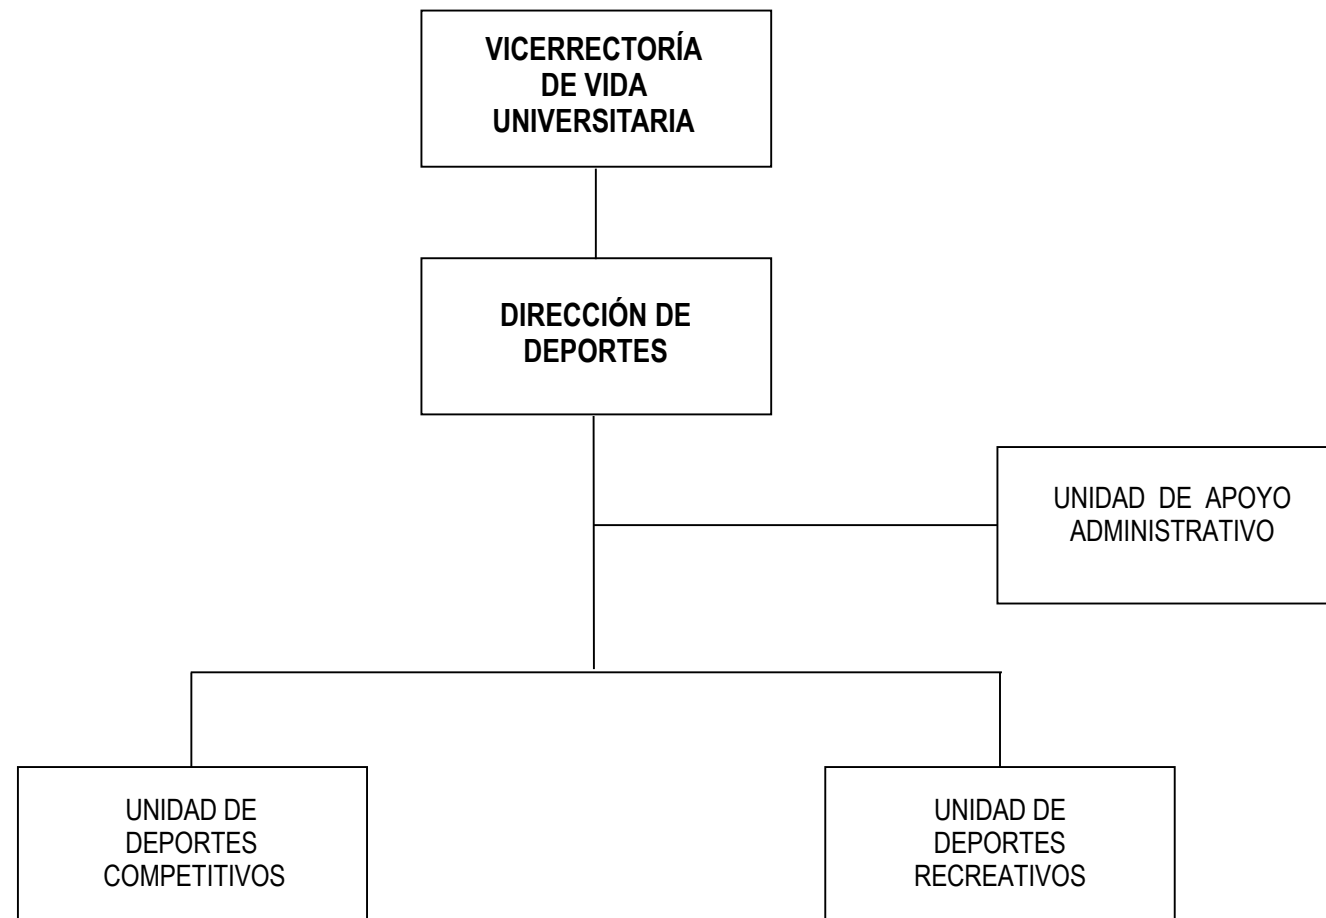 VICERRECTORÍA
DE VIDA
UNIVERSITARIA
DIRECCIÓN DE
DEPORTES
UNIDAD DE APOYO
ADMINISTRATIVO
UNIDAD DE
DEPORTES
COMPETITIVOS
UNIDAD DE
DEPORTES
RECREATIVOS